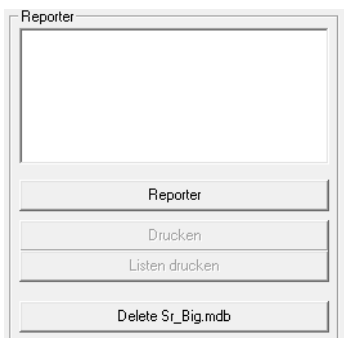 Reporter
Reporter
Drucken
Listen drucken
Delete Sr_Big.mdb